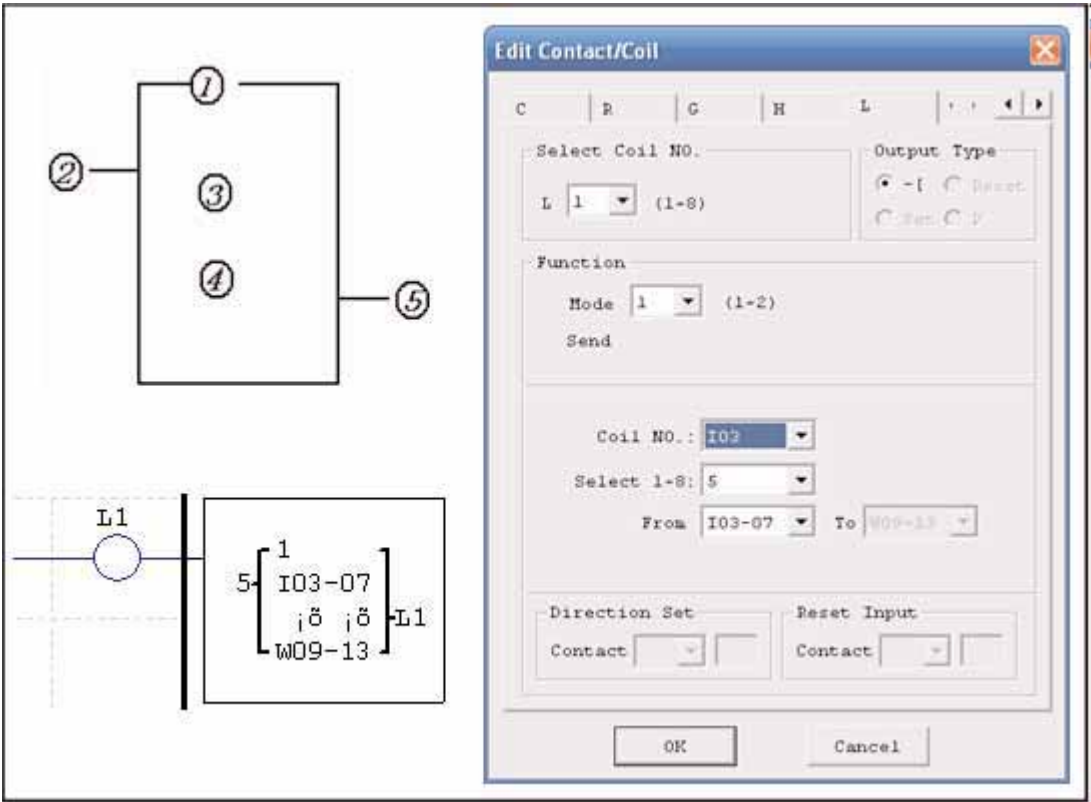 ①
②
③
④
⑤
L1
1
5
I03-07
¡õ ¡õ
L1
W09-13
Edit Contact/Coil
C R G H L
Select Coil NO.
L 1 (1-8)
Output Type
-[ Reset
Set P
Function
Mode 1 (1-2)
Send
Coil NO.: I03
Select 1-8: 5
From I03-07 To W09-13
Direction Set
Contact
Reset Input
Contact
OK Cancel